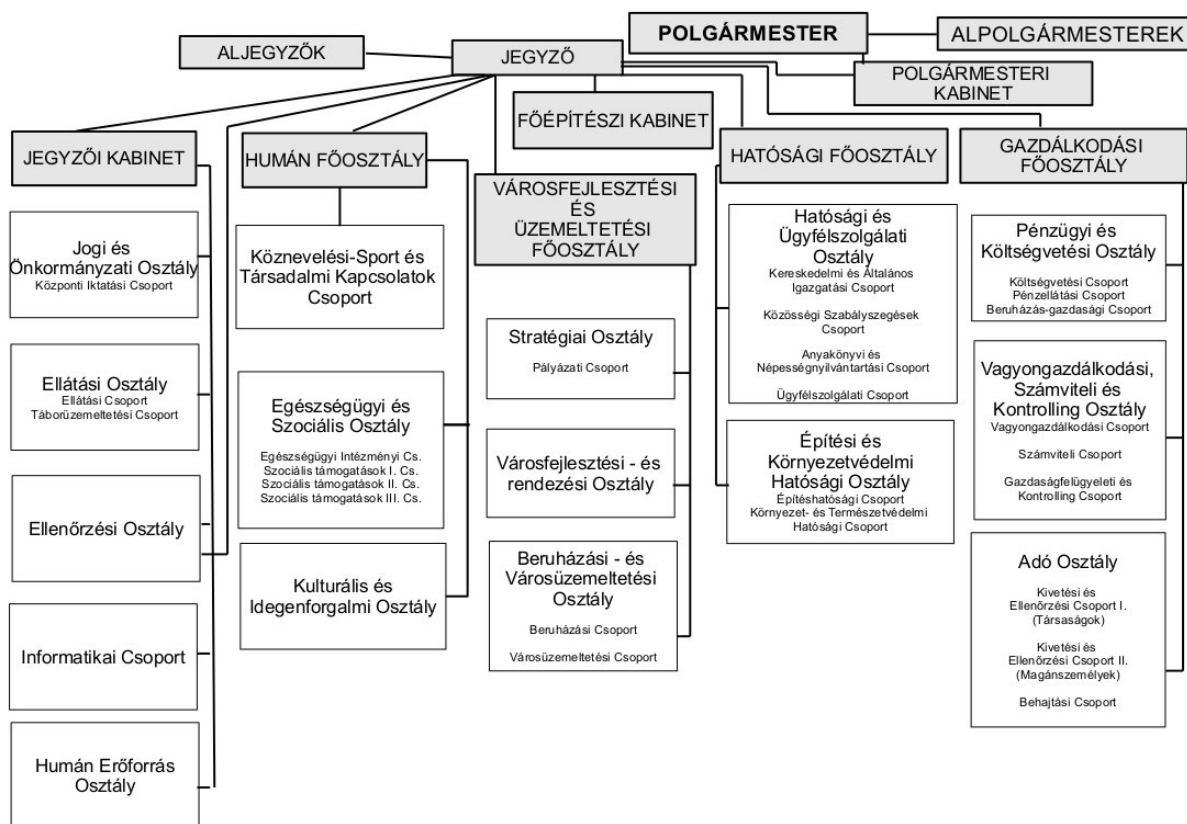 POLGÁRMESTER
ALPOLGÁRMESTEREK
ALJEGYZŐK
JEGYZŐ
POLGÁRMESTERI
KABINET
FŐÉPÍTÉSZI KABINET
JEGYZŐI KABINET
HUMÁN FŐOSZTÁLY
VÁROSFEJLESZTÉSI
ÉS
ÜZEMELTETÉSI
FŐOSZTÁLY
HATÓSÁGI FŐOSZTÁLY
GAZDÁLKODÁSI
FŐOSZTÁLY
Jogi és
Önkormányzati Osztály
Központi Iktatási Csoport
Ellátási Osztály
Ellátási Csoport
Táborüzemeltetési Csoport
Ellenőrzési Osztály
Informatikai Csoport
Humán Erőforrás
Osztály
Köznevelési-Sport és
Társadalmi Kapcsolatok
Csoport
Egészségügyi és
Szociális Osztály
Egészségügyi Intézményi Cs.
Szociális támogatások I. Cs.
Szociális támogatások II. Cs.
Szociális támogatások III. Cs.
Kulturális és
Idegenforgalmi Osztály
Stratégiai Osztály
Pályázati Csoport
Városfejlesztési - és
rendezési Osztály
Beruházási - és
Városüzemeltetési
Osztály
Beruházási Csoport
Városüzemeltetési Csoport
Hatósági és
Ügyfélszolgálati
Osztály
Kereskedelmi és Általános
Igazgatási Csoport
Közösségi Szabályszegések
Csoport
Anyakönyvi és
Népességnyilvántartási Csoport
Ügyfélszolgálati Csoport
Építési és
Környezetvédelmi
Hatósági Osztály
Építéshatósági Csoport
Környezet- és Természetvédelmi
Hatósági Csoport
Pénzügyi és
Költségvetési Osztály
Költségvetési Csoport
Pénzellátási Csoport
Beruházás-gazdasági Csoport
Vagyongazdálkodási,
Számviteli és
Kontrolling Osztály
Vagyongazdálkodási Csoport
Számviteli Csoport
Gazdaságfelügyeleti és
Kontrolling Csoport
Adó Osztály
Kivetési és
Ellenőrzési Csoport I.
(Társaságok)
Kivetési és
Ellenőrzési Csoport II.
(Magánszemélyek)
Behajtási Csoport